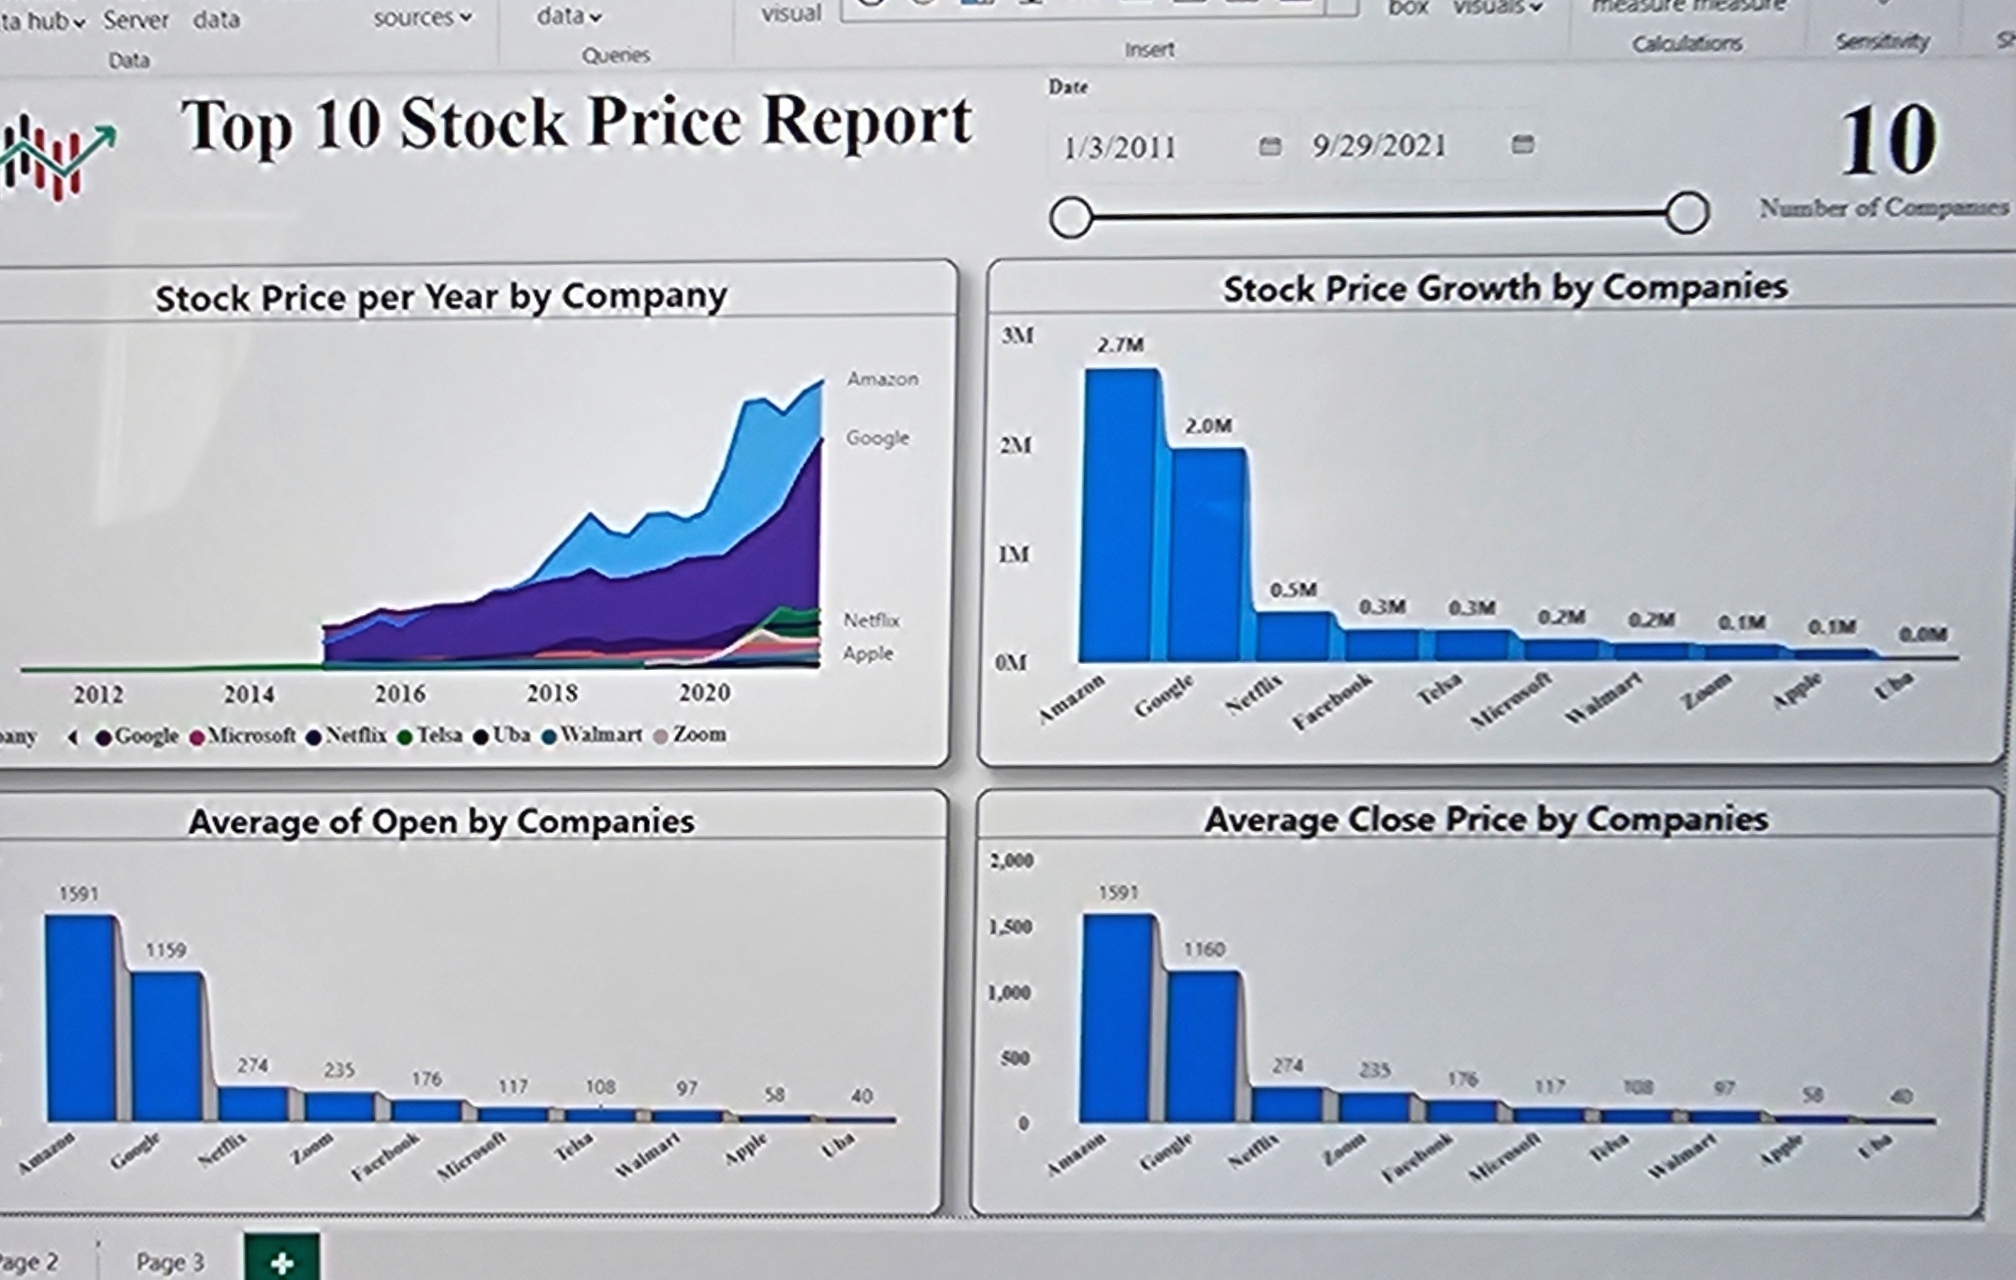 ta hub Server data
sources
data
visual
box visuals
measure measure
Data
Queries
Insert
Calculations
Sensitivity
Top 10 Stock Price Report
Date
1/3/2011
9/29/2021
10
Number of Companies
Stock Price per Year by Company
Amazon
Google
Netflix
Apple
2012 2014 2016 2018 2020
any Google Microsoft Netflix Telsa Uba Walmart Zoom
Stock Price Growth by Companies
3M
2M
1M
0M
2.7M 2.0M 0.5M 0.3M 0.3M 0.2M 0.2M 0.1M 0.1M 0.0M
Amazon Google Netflix Facebook Telsa Microsoft Walmart Zoom Apple Uba
Average of Open by Companies
1591 1159 274 235 176 117 108 97 58 40
Amazon Google Netflix Zoom Facebook Microsoft Telsa Walmart Apple Uba
Average Close Price by Companies
2,000
1,500
1,000
500
0
1591 1160 274 235 176 117 108 97 58 40
Amazon Google Netflix Zoom Facebook Microsoft Telsa Walmart Apple Uba
Page 2
Page 3
+